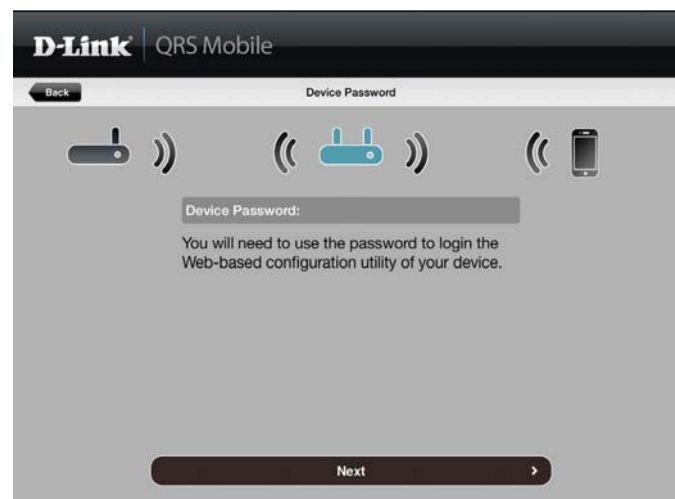 D-Link QRS Mobile
Back
Device Password
Device Password:
You will need to use the password to login the
Web-based configuration utility of your device.
Next